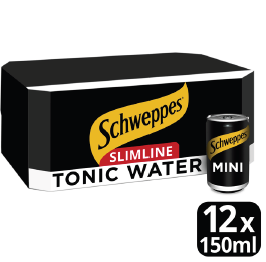 Schweppes
SLIMLINE
TONIC WATER
Schweppes
MINI
12x
150ml